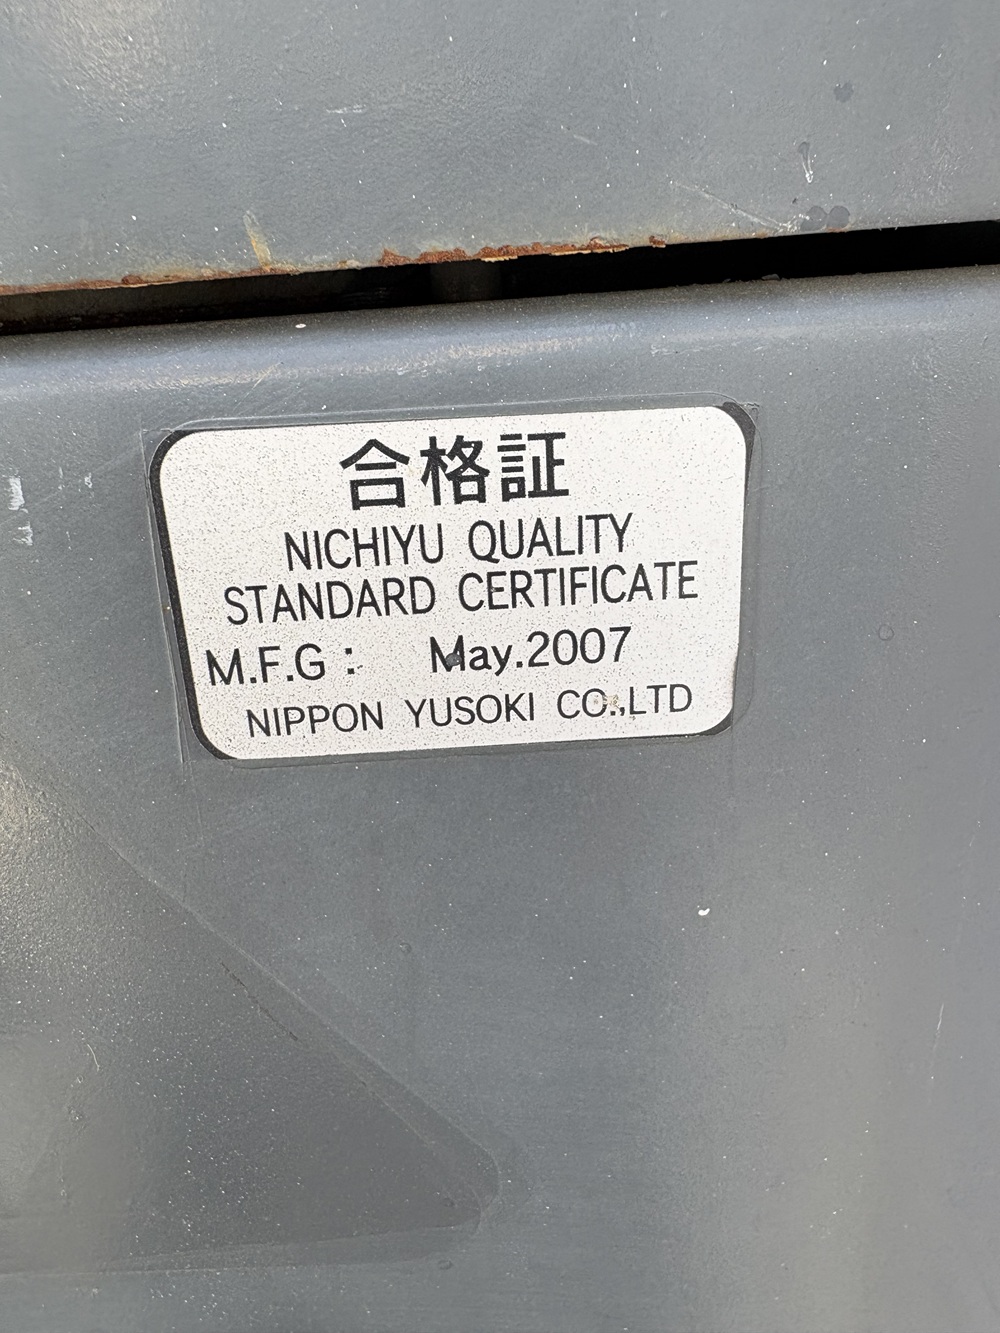 合格証
NICHIYU QUALITY
STANDARD CERTIFICATE
M.F.G : May.2007
NIPPON YUSOKI CO.,LTD